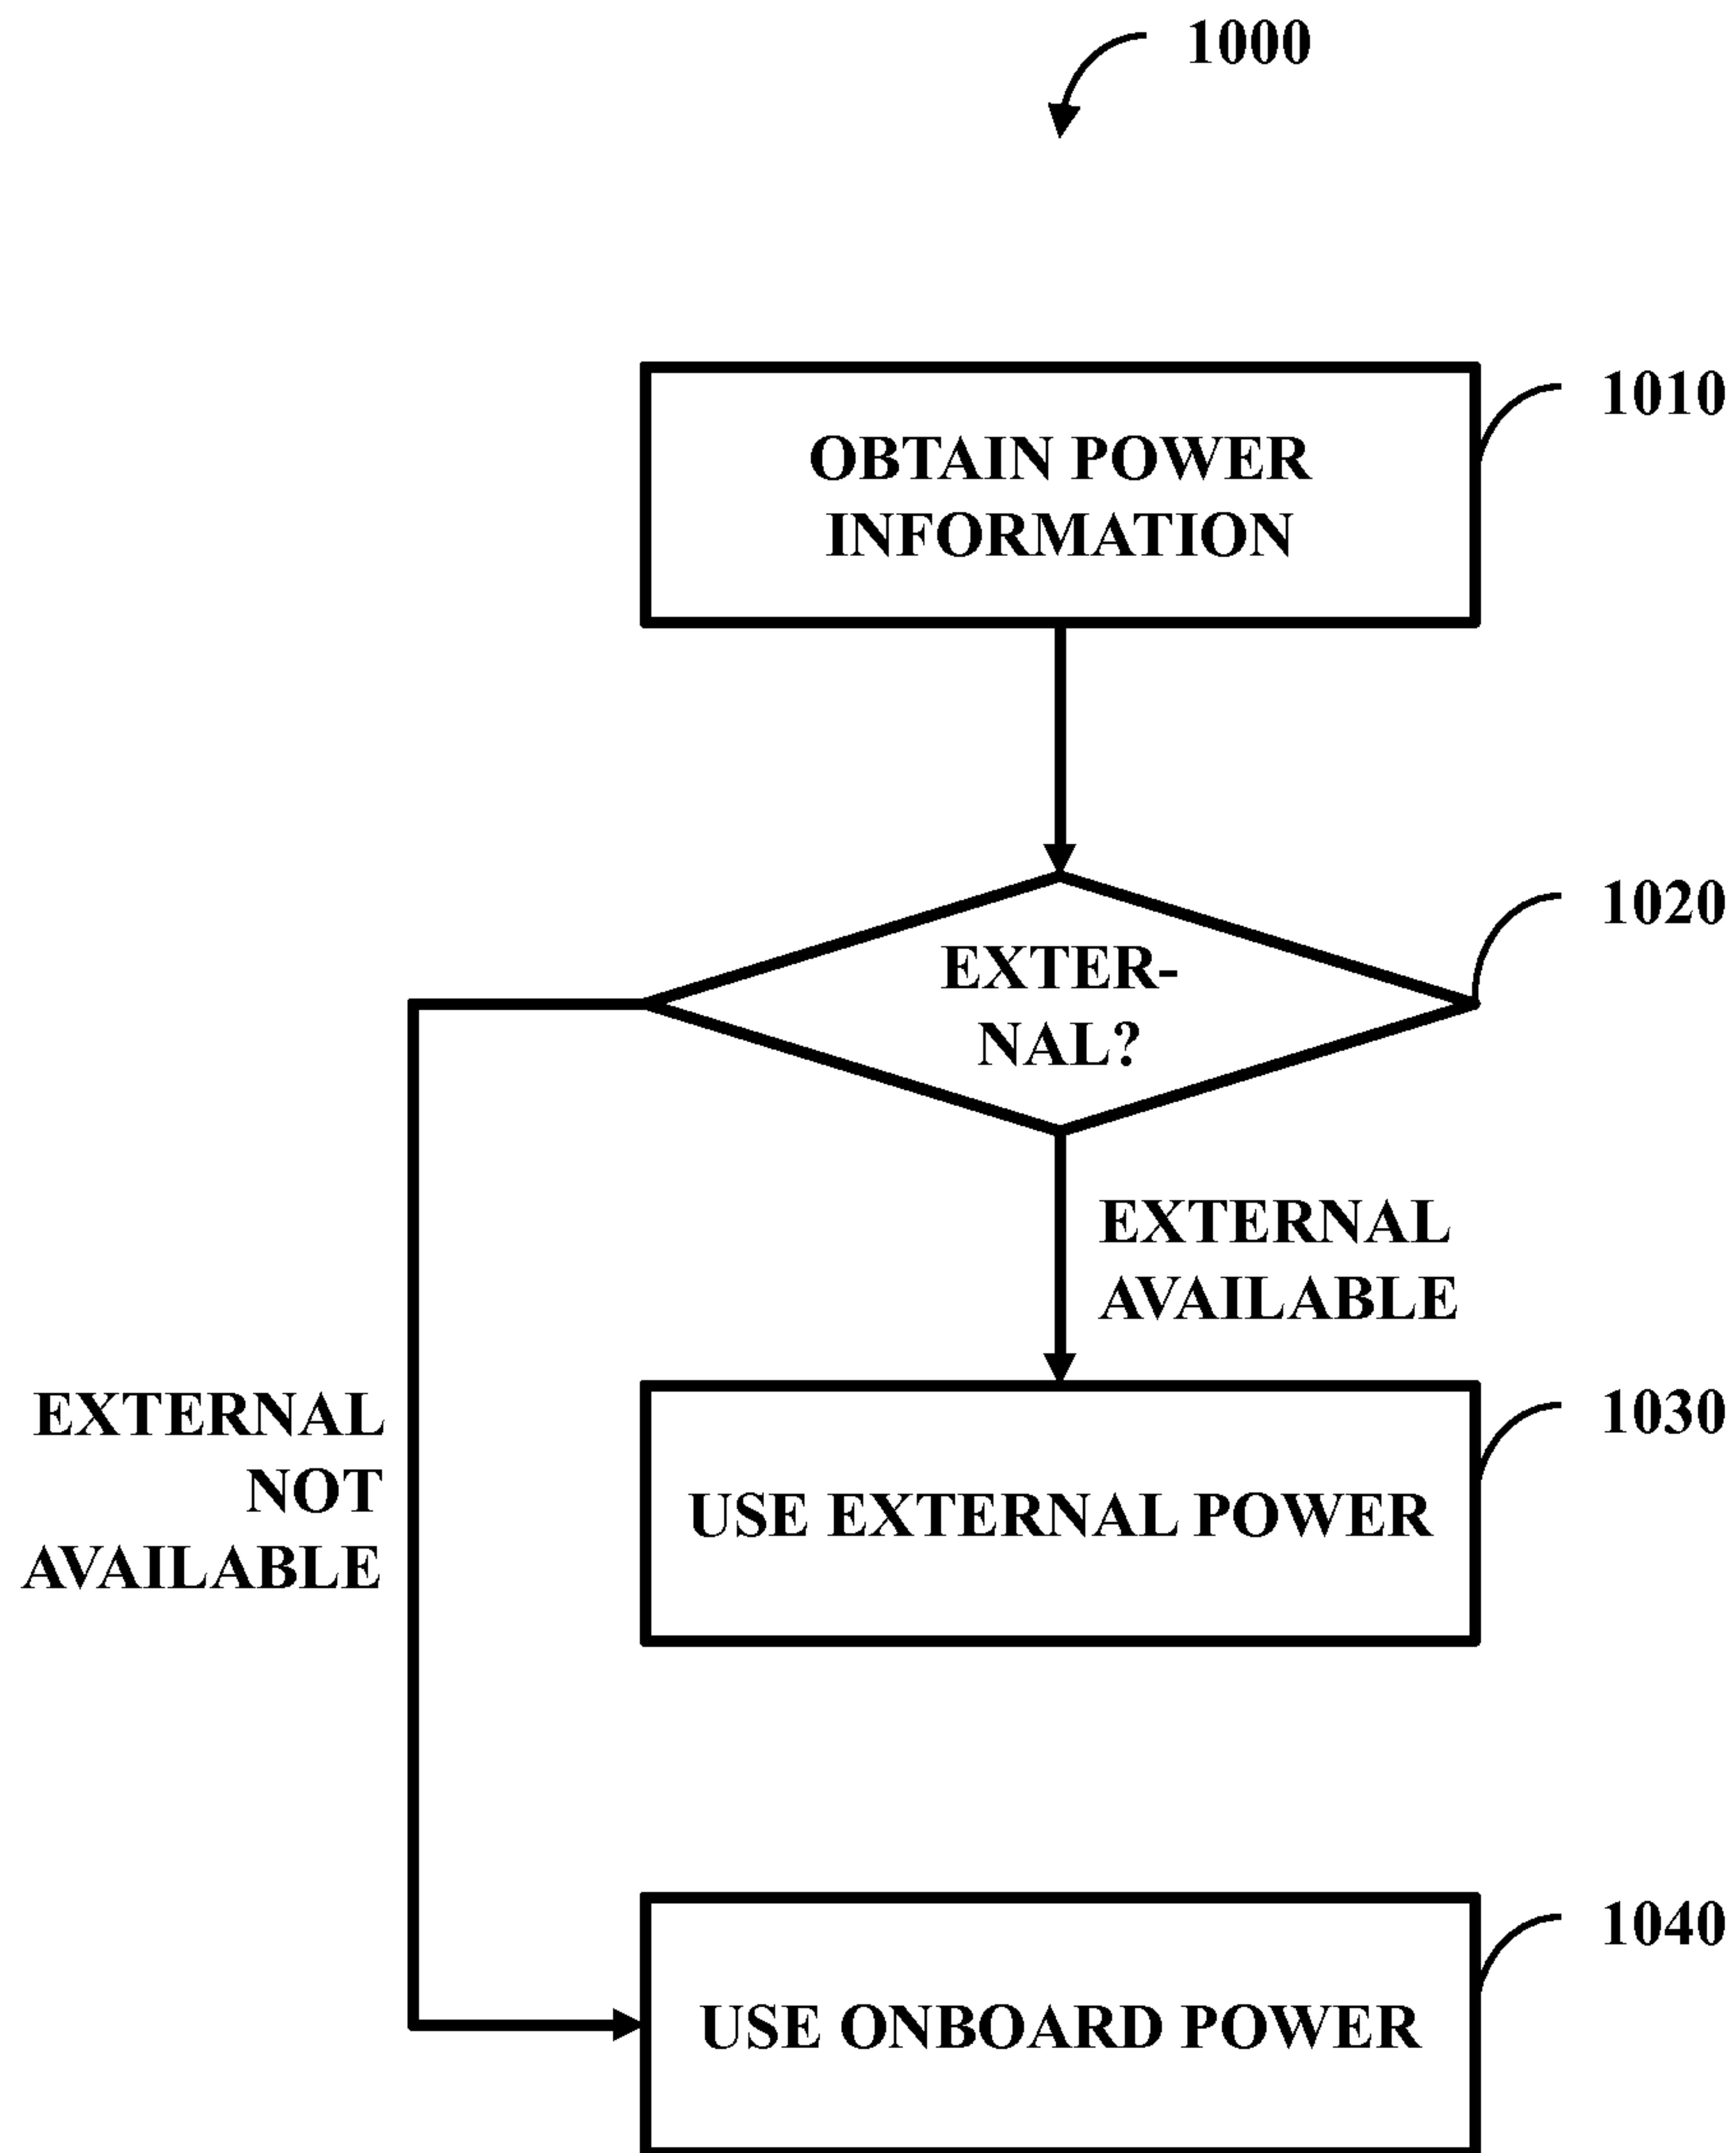 1000
1010
OBTAIN POWER
INFORMATION
1020
EXTER-
NAL?
EXTERNAL
AVAILABLE
EXTERNAL
NOT
AVAILABLE
1030
USE EXTERNAL POWER
1040
USE ONBOARD POWER